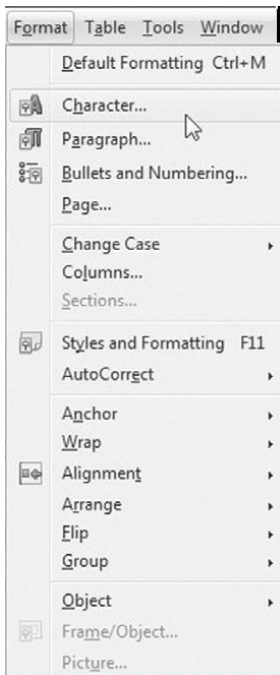 Format Table Tools Window
Default Formatting Ctrl+M
Character...
Paragraph...
Bullets and Numbering...
Page...
Change Case
Columns...
Sections...
Styles and Formatting F11
AutoCorrect
Anchor
Wrap
Alignment
Arrange
Flip
Group
Object
Frame/Object...
Picture...